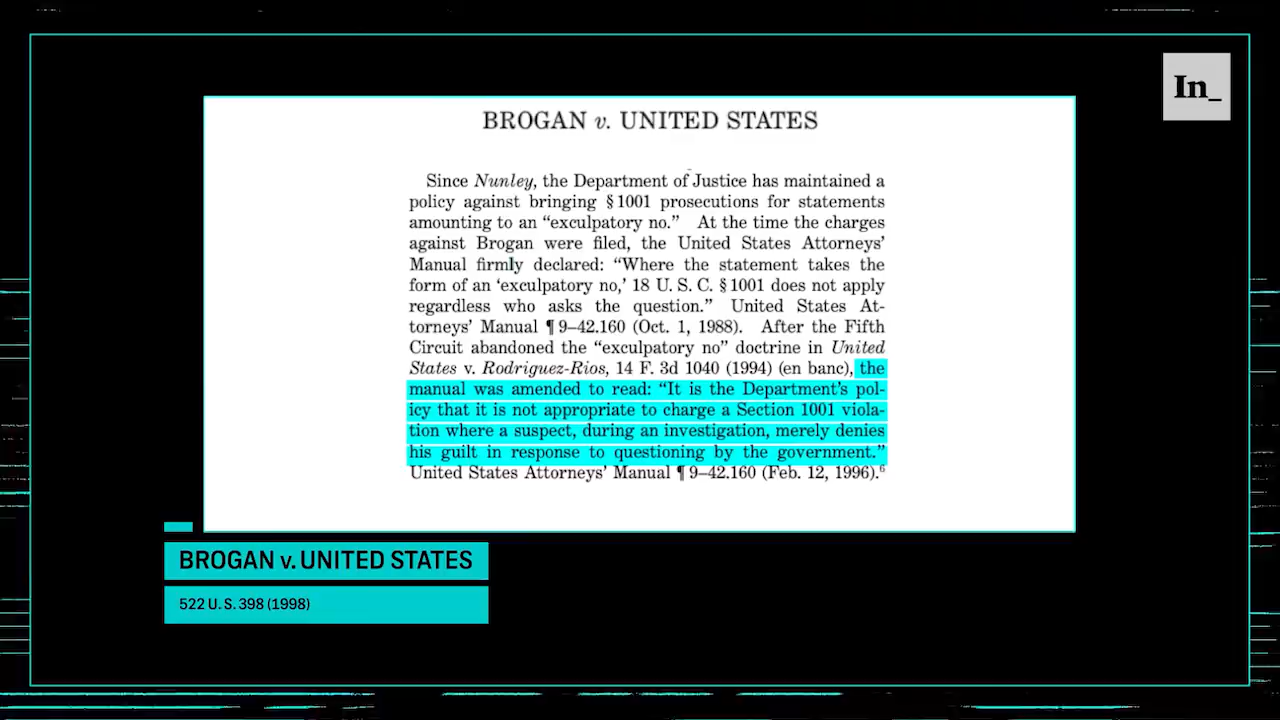 In_
BROGAN v. UNITED STATES
Since Nunley, the Department of Justice has maintained a
policy against bringing § 1001 prosecutions for statements
amounting to an “exculpatory no.” At the time the charges
against Brogan were filed, the United States Attorneys’
Manual firmly declared: “Where the statement takes the
form of an ‘exculpatory no,’ 18 U. S. C. § 1001 does not apply
regardless who asks the question.” United States At-
torneys’ Manual ¶ 9–42.160 (Oct. 1, 1988). After the Fifth
Circuit abandoned the “exculpatory no” doctrine in United
States v. Rodriguez-Rios, 14 F. 3d 1040 (1994) (en banc), the
manual was amended to read: “It is the Department’s pol-
icy that it is not appropriate to charge a Section 1001 viola-
tion where a suspect, during an investigation, merely denies
his guilt in response to questioning by the government.”
United States Attorneys’ Manual ¶ 9–42.160 (Feb. 12, 1996).6
BROGAN v. UNITED STATES
522 U. S. 398 (1998)